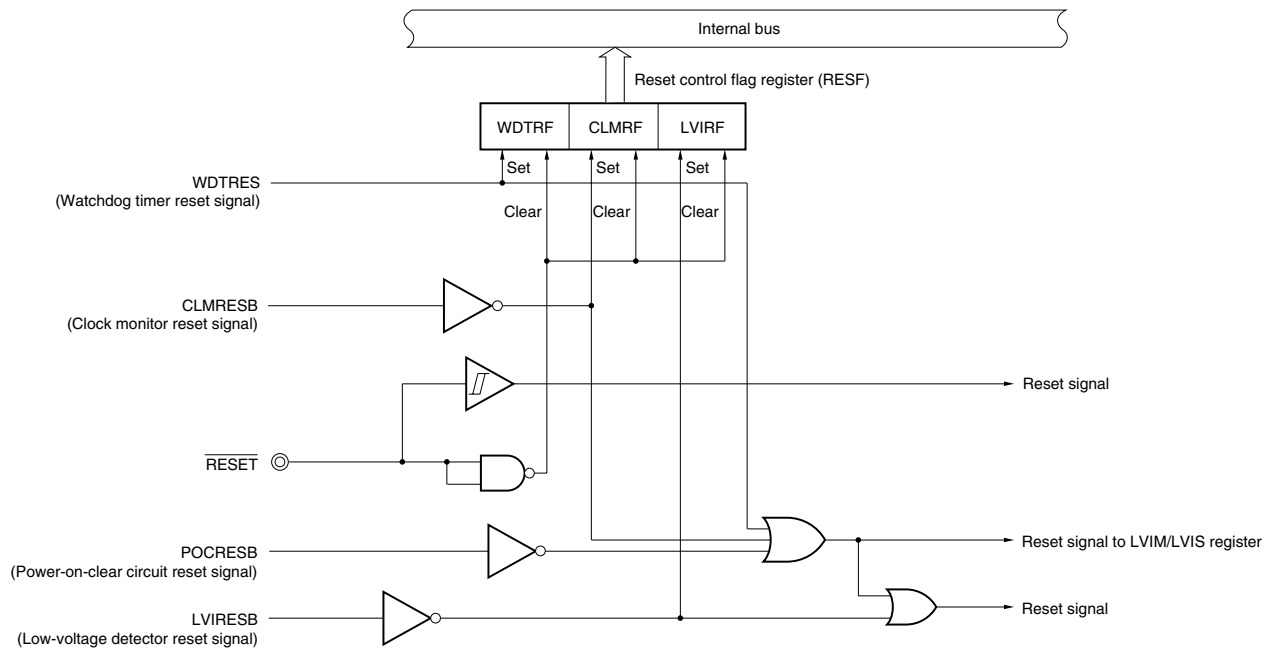 Internal bus
Reset control flag register (RESF)
WDTRF
CLMRF
LVIRF
Set
Set
Set
WDTRES
(Watchdog timer reset signal)
Clear
Clear
Clear
CLMRESB
(Clock monitor reset signal)
Reset signal
RESET
POCRESB
(Power-on-clear circuit reset signal)
Reset signal to LVIM/LVIS register
LVIRESB
(Low-voltage detector reset signal)
Reset signal